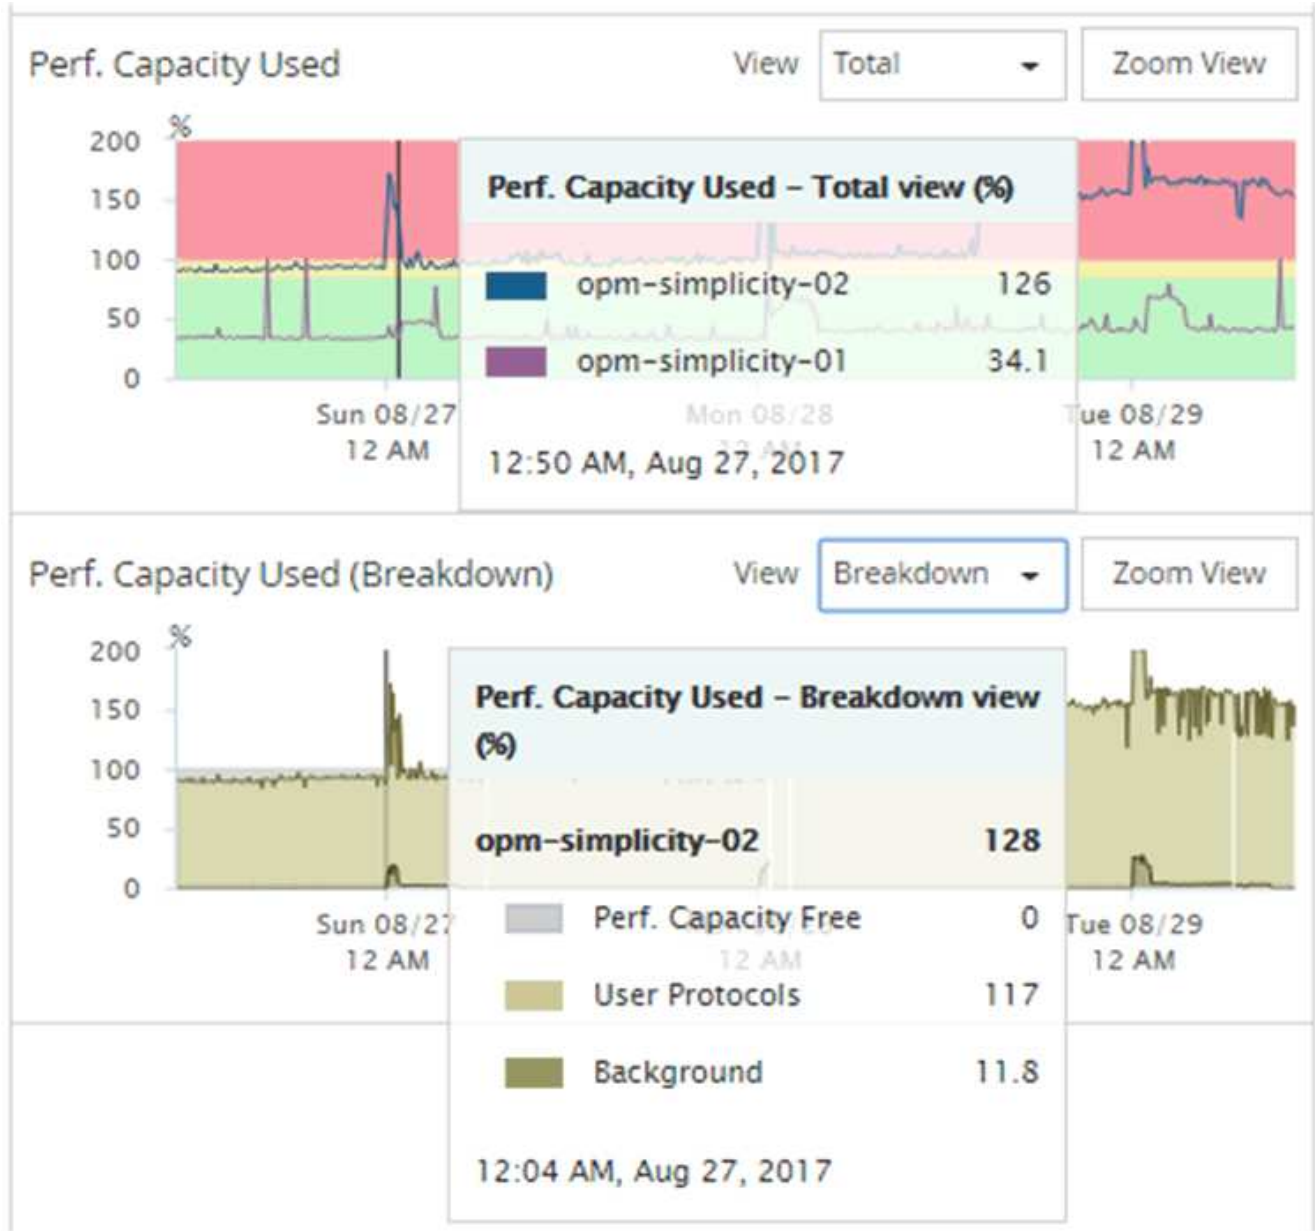 Perf. Capacity Used View Total Zoom View
%
200
150
100
50
0
Perf. Capacity Used – Total view (%)
opm-simplicity-02 126
opm-simplicity-01 34.1
12:50 AM, Aug 27, 2017
Sun 08/27 Mon 08/28 Tue 08/29
12 AM 12 AM 12 AM
Perf. Capacity Used (Breakdown) View Breakdown Zoom View
%
200
150
100
50
0
Perf. Capacity Used – Breakdown view
(%)
opm-simplicity-02 128
Perf. Capacity Free 0
User Protocols 117
Background 11.8
12:04 AM, Aug 27, 2017
Sun 08/27 Tue 08/29
12 AM 12 AM 12 AM